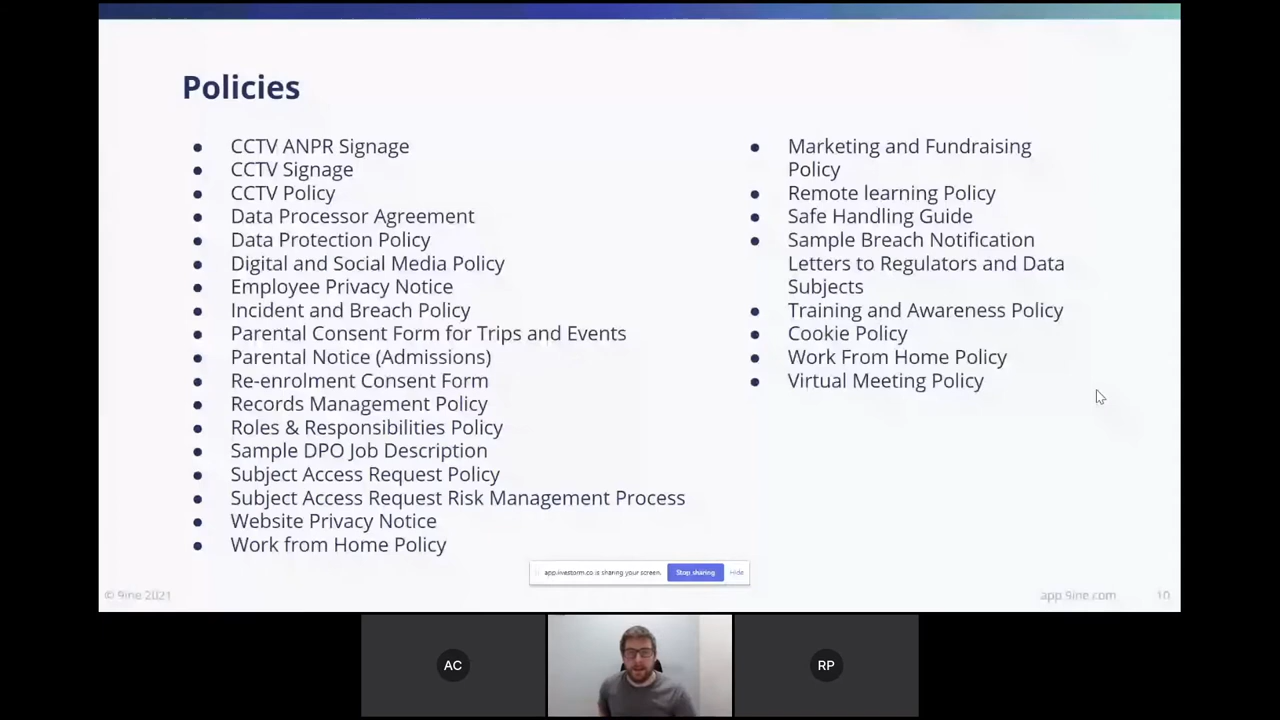 Policies
CCTV ANPR Signage
CCTV Signage
CCTV Policy
Data Processor Agreement
Data Protection Policy
Digital and Social Media Policy
Employee Privacy Notice
Incident and Breach Policy
Parental Consent Form for Trips and Events
Parental Notice (Admissions)
Re-enrolment Consent Form
Records Management Policy
Roles & Responsibilities Policy
Sample DPO Job Description
Subject Access Request Policy
Subject Access Request Risk Management Process
Website Privacy Notice
Work from Home Policy
Marketing and Fundraising
Policy
Remote learning Policy
Safe Handling Guide
Sample Breach Notification
Letters to Regulators and Data
Subjects
Training and Awareness Policy
Cookie Policy
Work From Home Policy
Virtual Meeting Policy
app.livestorm.co is sharing your screen.
Stop sharing
Hide
© 9ine 2021
app.9ine.com
10
AC
RP